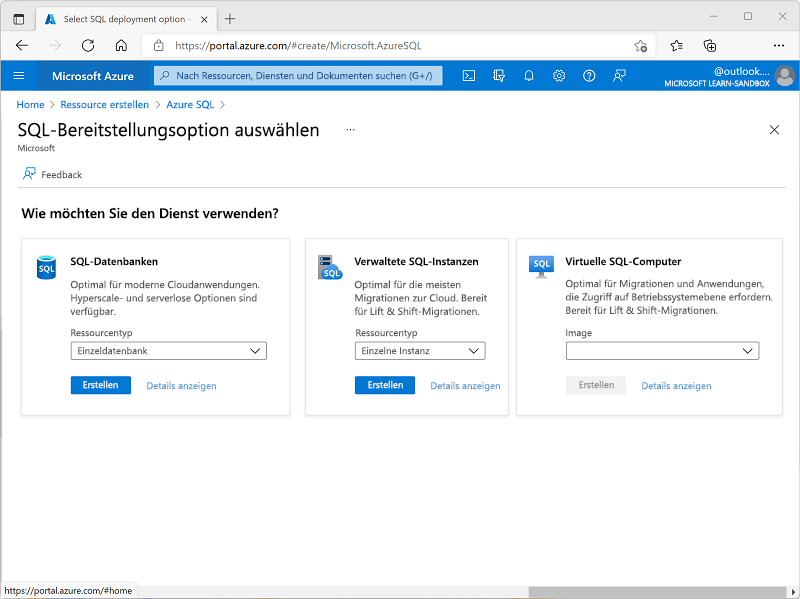 Select SQL deployment option -
https://portal.azure.com/#create/Microsoft.AzureSQL
Microsoft Azure
Nach Ressourcen, Diensten und Dokumenten suchen (G+/)
@outlook....
MICROSOFT LEARN-SANDBOX
Home > Ressource erstellen > Azure SQL >
SQL-Bereitstellungsoption auswählen ...
Microsoft
Feedback
Wie möchten Sie den Dienst verwenden?
SQL
SQL-Datenbanken
Optimal für moderne Cloudanwendungen.
Hyperscale- und serverlose Optionen sind
verfügbar.
Ressourcentyp
Einzeldatenbank
Erstellen
Details anzeigen
SQL
Verwaltete SQL-Instanzen
Optimal für die meisten
Migrationen zur Cloud. Bereit
für Lift & Shift-Migrationen.
Ressourcentyp
Einzelne Instanz
Erstellen
Details anzeigen
SQL
Virtuelle SQL-Computer
Optimal für Migrationen und Anwendungen,
die Zugriff auf Betriebssystemebene erfordern.
Bereit für Lift & Shift-Migrationen.
Image
Erstellen
Details anzeigen
https://portal.azure.com/#home